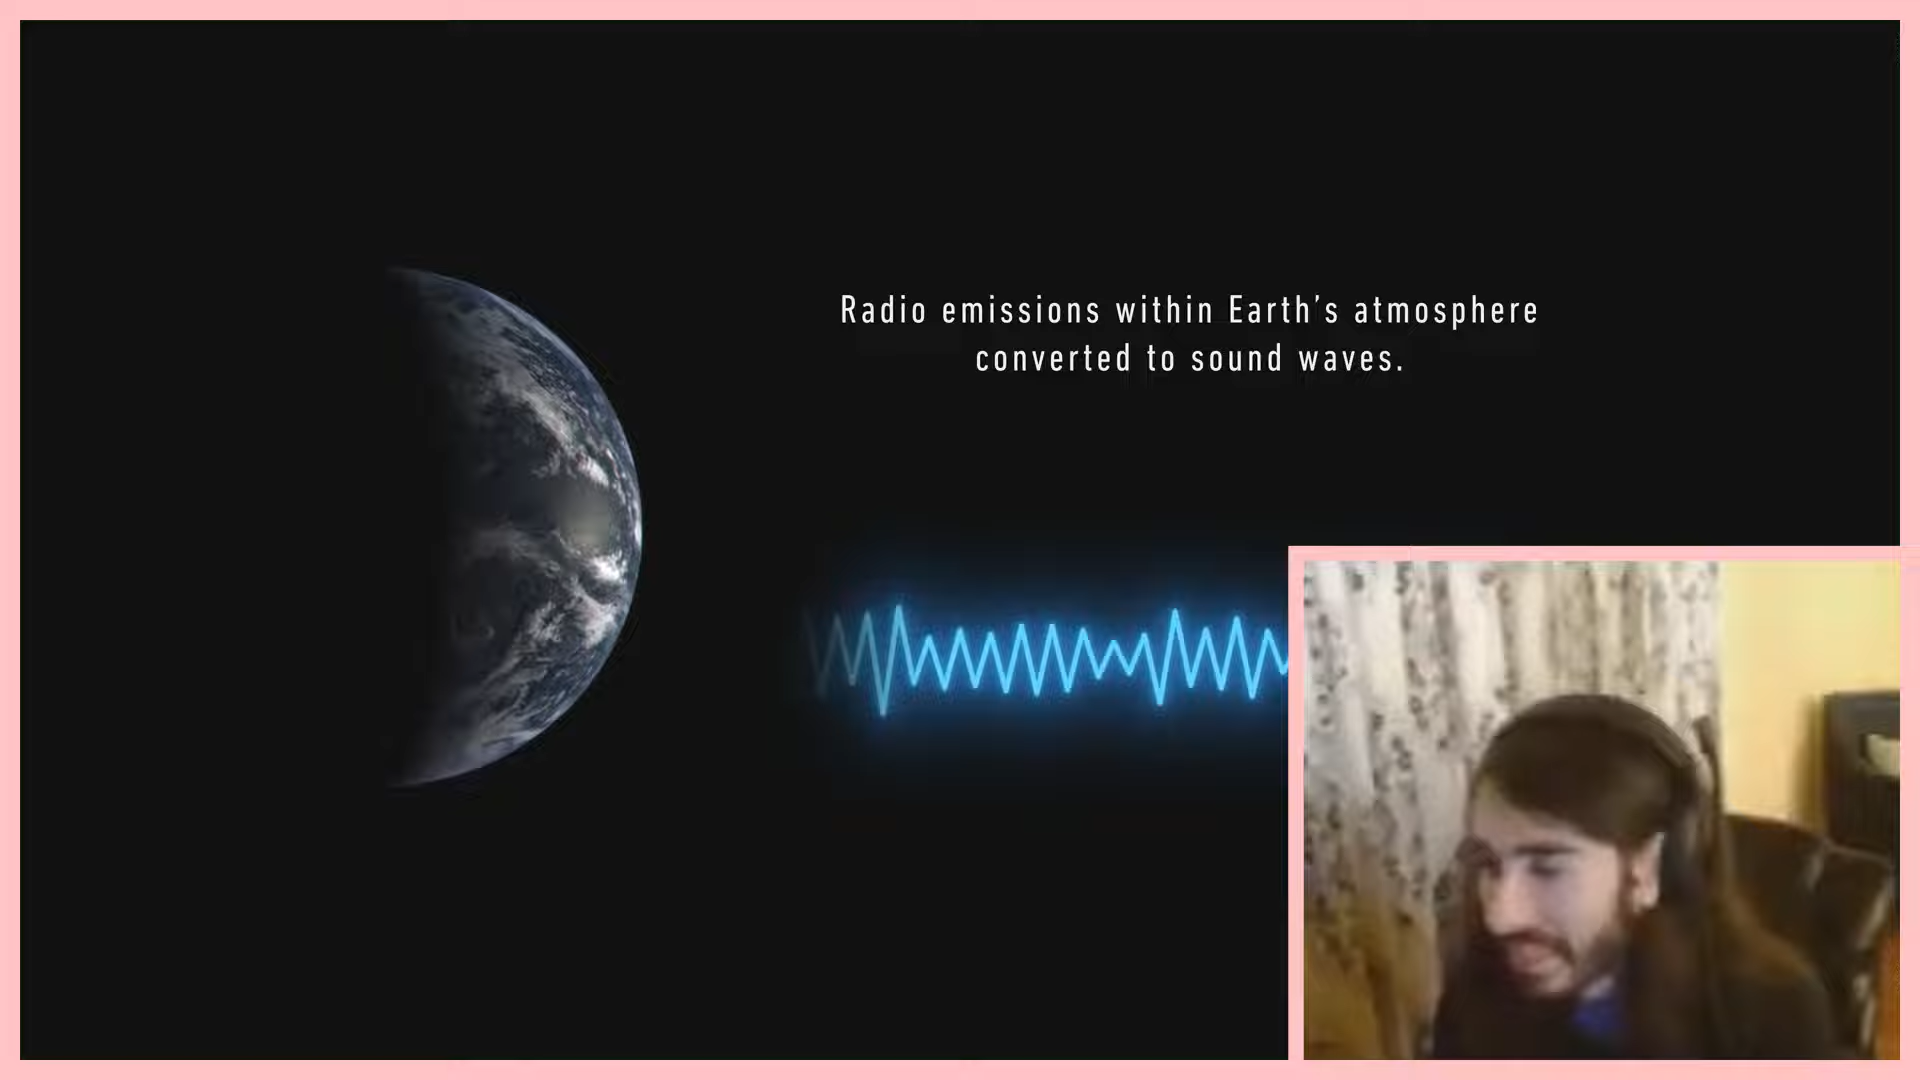 Radio emissions within Earth’s atmosphere
converted to sound waves.